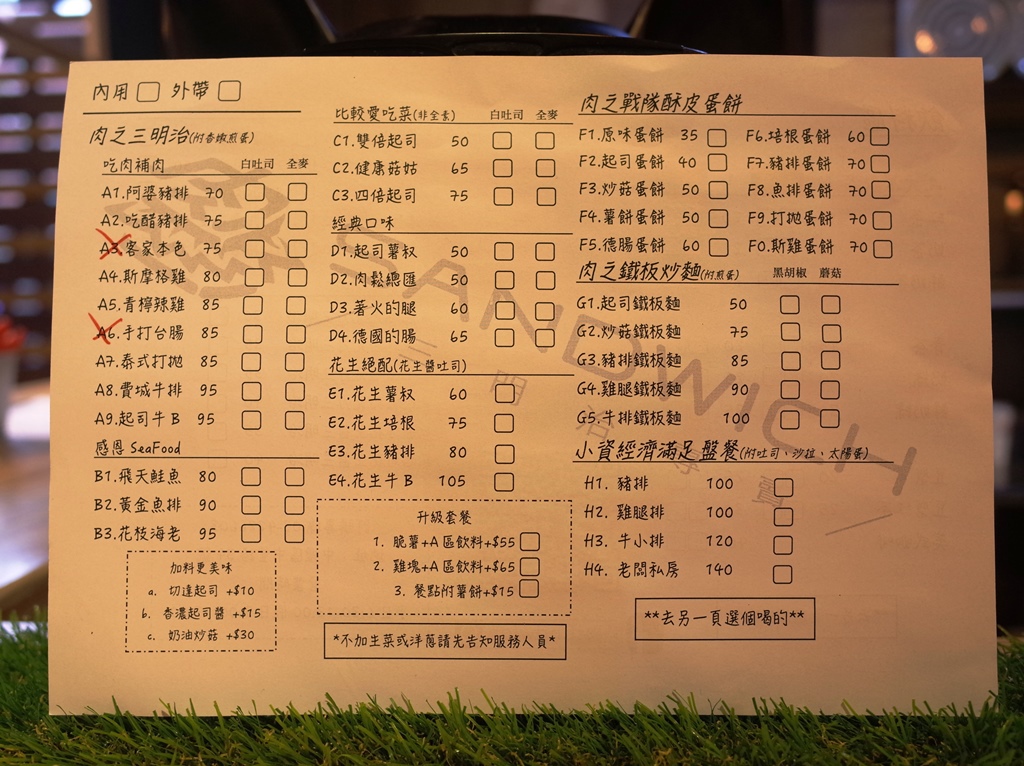 內用 □ 外帶 □
肉之三明治(附香嫩煎蛋)
吃肉補肉 白吐司 全麥
A1.阿婆豬排 70 □ □
A2.吃醋豬排 75 □ □
A3.客家本色 75 □ □
A4.斯摩格雞 80 □ □
A5.青檸辣雞 85 □ □
A6.手打台腸 85 □ □
A7.泰式打拋 85 □ □
A8.費城牛排 95 □ □
A9.起司牛B 95 □ □
感恩 SeaFood
B1.飛天鮭魚 80 □ □
B2.黃金魚排 90 □ □
B3.花枝海老 95 □ □
加料更美味
a. 切達起司 +$10
b. 香濃起司醬 +$15
c. 奶油炒菇 +$30
比較愛吃菜(非全素) 白吐司 全麥
C1.雙倍起司 50 □ □
C2.健康菇菇 65 □ □
C3.四倍起司 75 □ □
經典口味
D1.起司薯杈 50 □ □
D2.肉鬆總匯 50 □ □
D3.著火的腿 60 □ □
D4.德國的腸 65 □ □
花生絕配(花生醬吐司)
E1.花生薯杈 60 □
E2.花生培根 75 □
E3.花生豬排 80 □
E4.花生牛B 105 □
升級套餐
1. 脆薯+A區飲料+$55 □
2. 雞塊+A區飲料+$65 □
3. 餐點附薯餅+$15 □
*不加生菜或洋蔥請先告知服務人員*
肉之戰隊酥皮蛋餅
F1.原味蛋餅 35 □ F6.培根蛋餅 60 □
F2.起司蛋餅 40 □ F7.豬排蛋餅 70 □
F3.炒菇蛋餅 50 □ F8.魚排蛋餅 70 □
F4.薯餅蛋餅 50 □ F9.打拋蛋餅 70 □
F5.德腸蛋餅 60 □ F0.斯雞蛋餅 70 □
肉之鐵板炒麵(附煎蛋) 黑胡椒 蘑菇
G1.起司鐵板麵 50 □ □
G2.炒菇鐵板麵 75 □ □
G3.豬排鐵板麵 85 □ □
G4.雞腿鐵板麵 90 □ □
G5.牛排鐵板麵 100 □ □
小資經濟滿足盤餐(附吐司、沙拉、太陽蛋)
H1. 豬排 100 □
H2. 雞腿排 100 □
H3. 牛小排 120 □
H4. 老闆私房 140 □
**去另一頁選個喝的**
SANDWICH
三明治專賣